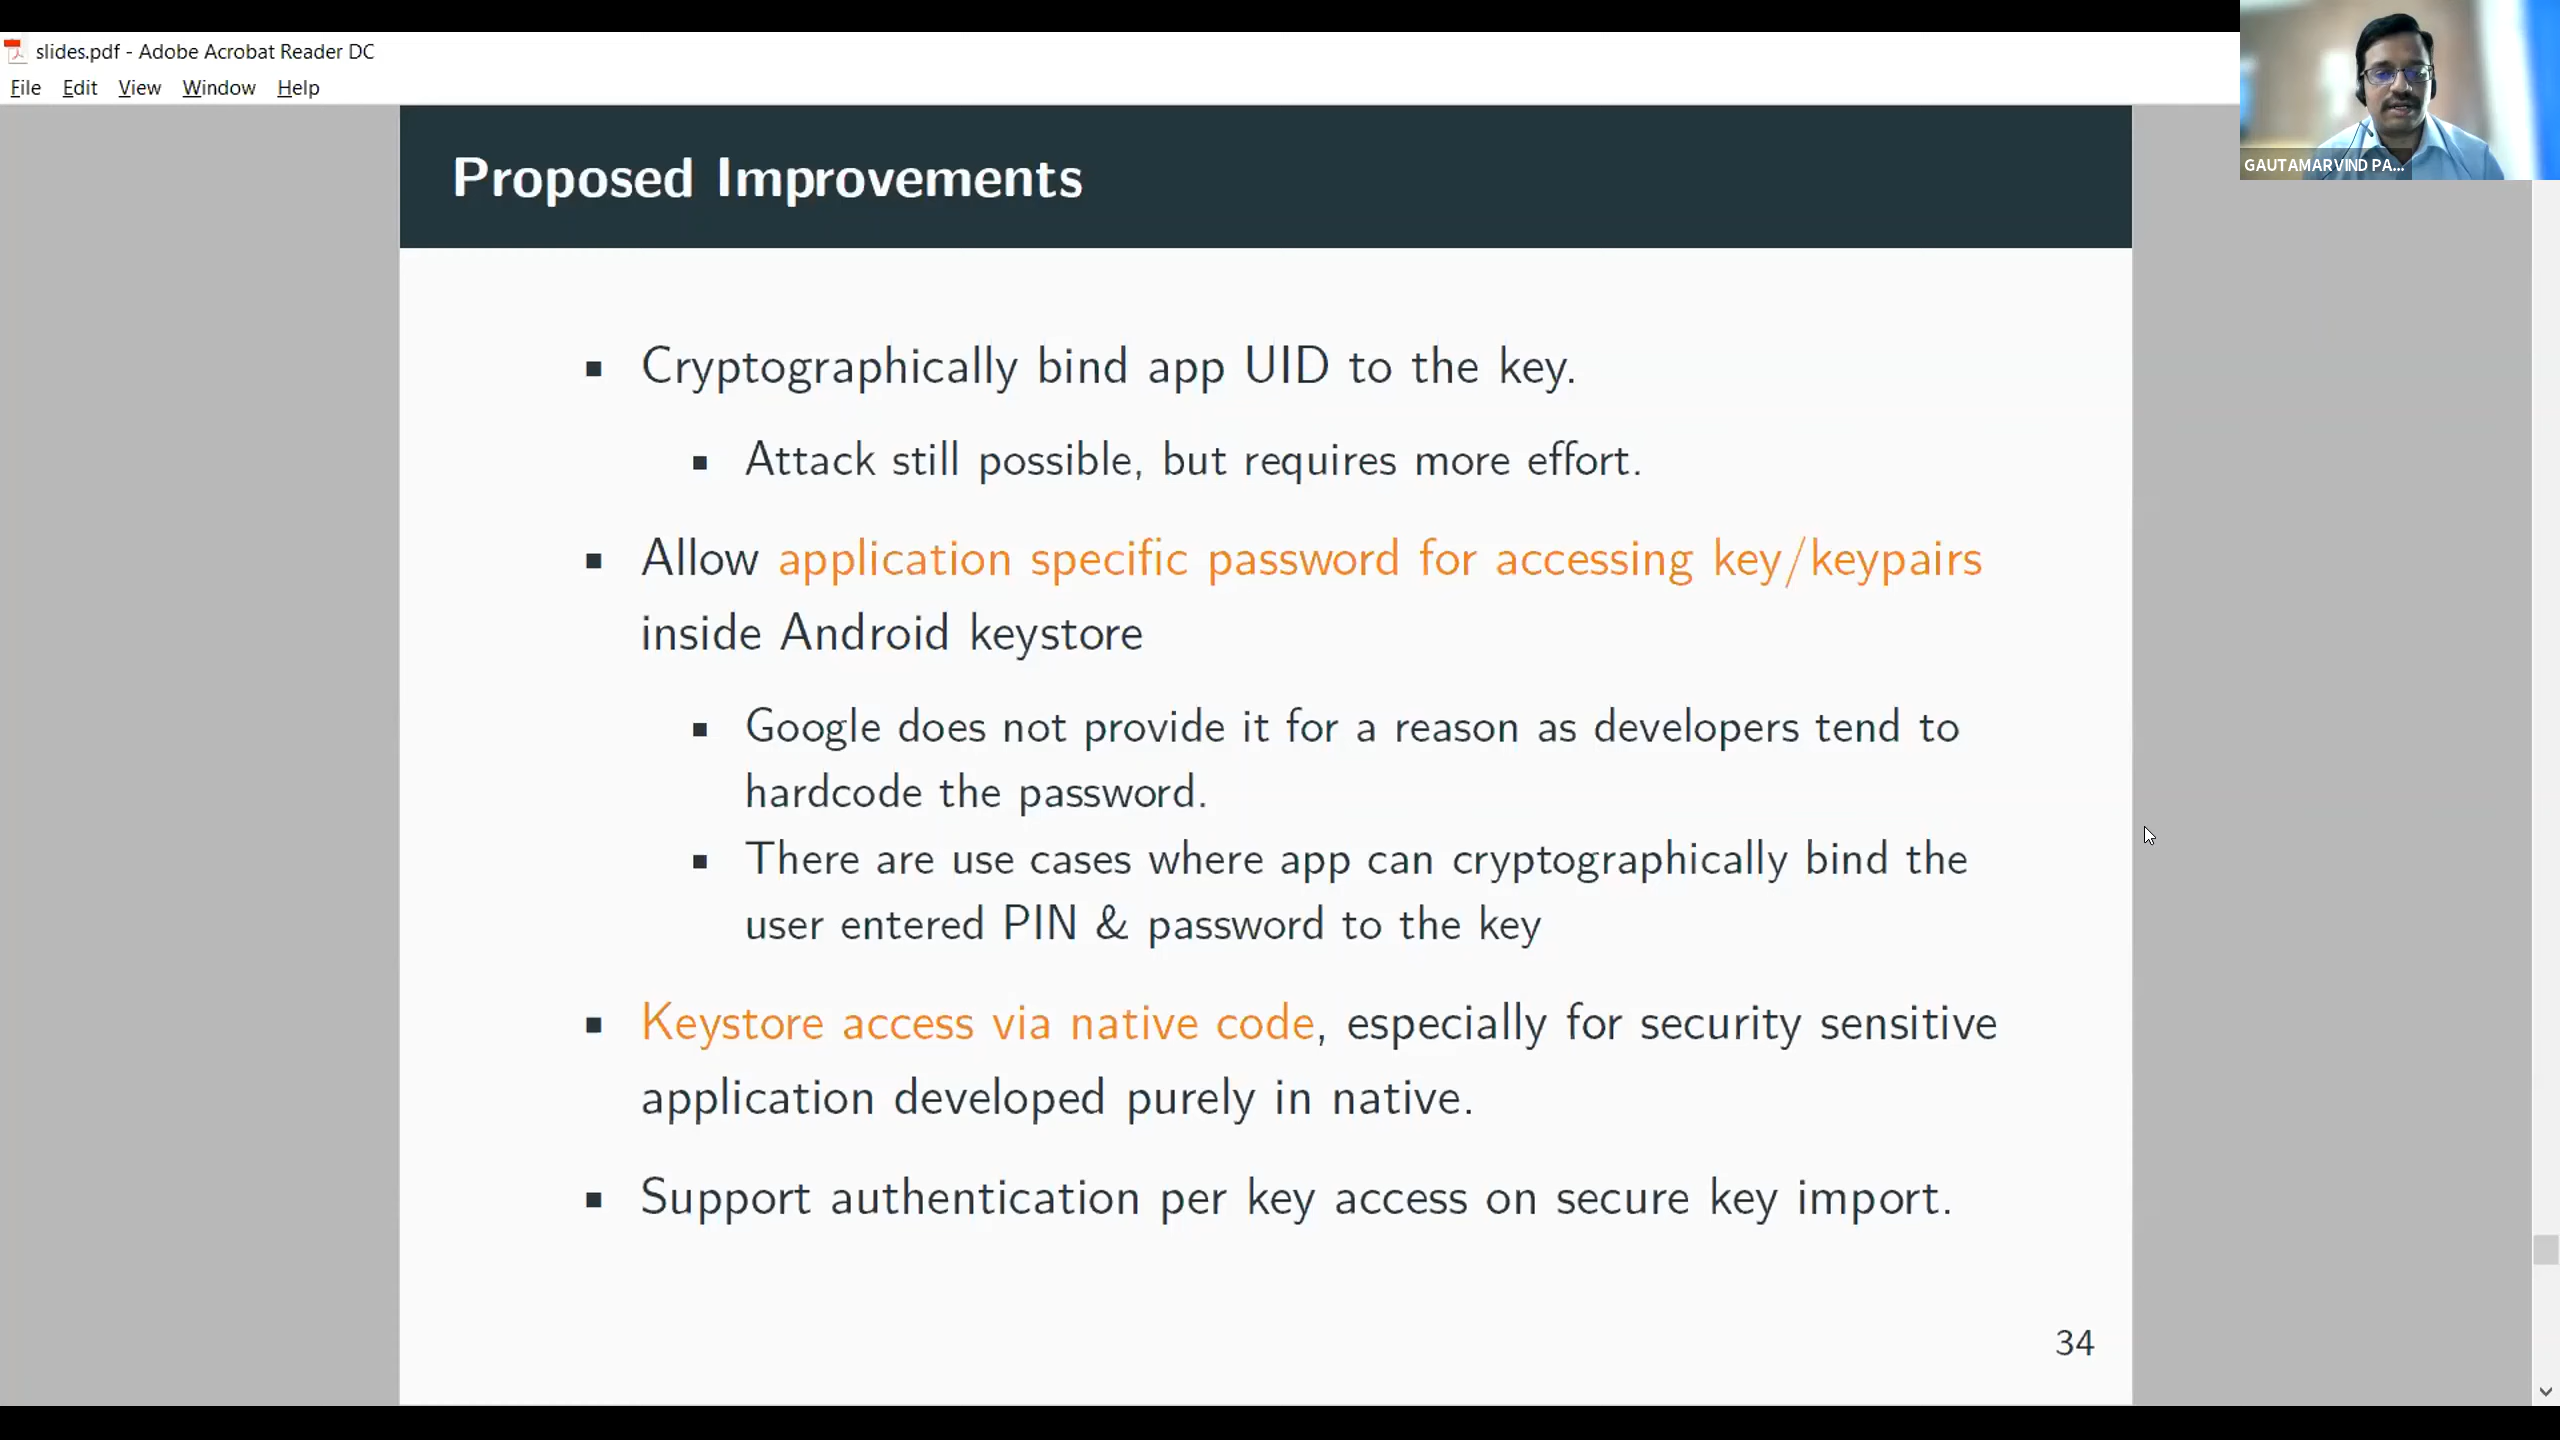 slides.pdf - Adobe Acrobat Reader DC
File Edit View Window Help
GAUTAMARVIND PA...
Proposed Improvements
▪ Cryptographically bind app UID to the key.
▪ Attack still possible, but requires more effort.
▪ Allow application specific password for accessing key/keypairs
inside Android keystore
▪ Google does not provide it for a reason as developers tend to
hardcode the password.
▪ There are use cases where app can cryptographically bind the
user entered PIN & password to the key
▪ Keystore access via native code, especially for security sensitive
application developed purely in native.
▪ Support authentication per key access on secure key import.
34